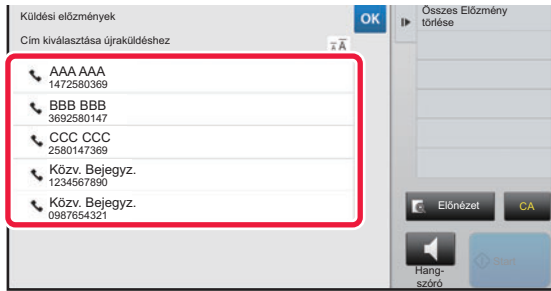 Küldési előzmények
OK
Cím kiválasztása újraküldéshez
A A
AAA AAA
1472580369
BBB BBB
3692580147
CCC CCC
2580147369
Közv. Bejegyz.
1234567890
Közv. Bejegyz.
0987654321
Összes Előzmény
törlése
Előnézet
CA
Hang-
szóró
Start